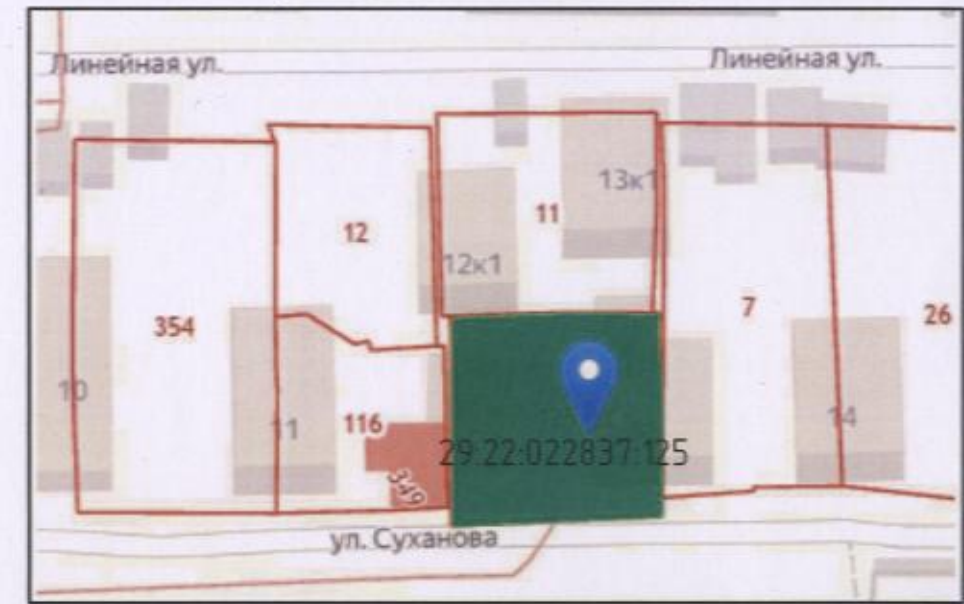 Линейная ул.
Линейная ул.
13к1
11
12
12к1
7
26
354
10
11
116
14
29:22:022837:125
349
ул. Суханова